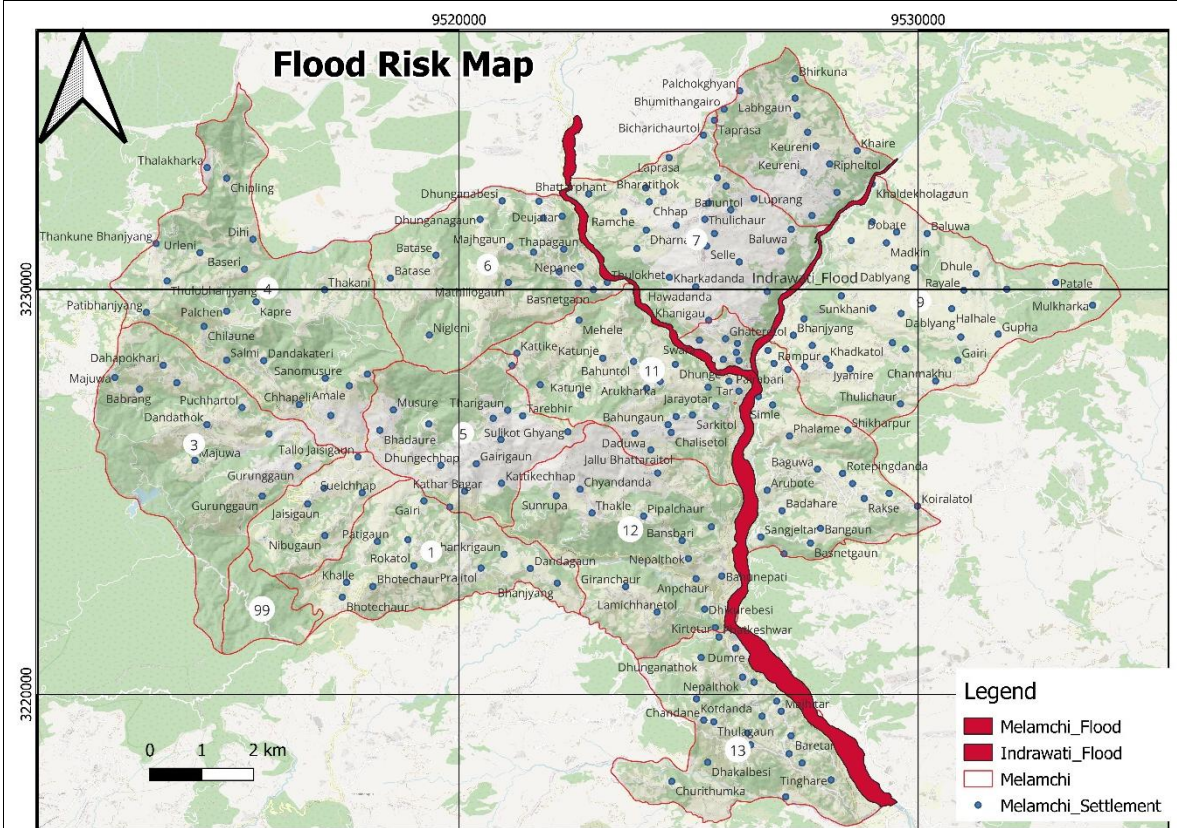 9520000
9530000
Flood Risk Map
Bhirkuna
Palchokghyan
Labhgaun
Bhumithangairo
Bicharichaurtol
Taprasa
Khaire
Keureni
Thalakharka
Laprasa
Keureni
Ripheltol
Chipling
Bharatithok
Bhattarphant
Khaldekholagaun
Dhunganabesi
Bahuntol
Luprang
Chhap
Dhunganagaun
Deujatar
Ramche
Thulichaur
Dobate
Baluwa
Thankune Bhanjyang
Dihi
Urleni
Majhgaun
Thapagaun
7
Baluwa
Madkin
Batase
Selle
Baseri
Batase
6
Nepane
Thulokhet
Kharkadanda
Indrawati_Flood
Dablyang
Dhule
Thakani
Rayale
Patale
Thulobhanjyang
4
Mathillogaun
3230000
Patibhanjyang
Palchen
Kapre
Hawadanda
Sunkhani
9
Mulkharka
Khanigau
Dablyang
Halhale
Chilaune
Nigleni
Mehele
Bhanjyang
Gupha
Dahapokhari
Salmi
Dandakateri
Kattike
Katunje
Rampur
Khadkatol
Gairi
Majuwa
Sanomusure
Bahuntol
11
Jyamire
Chanmakhu
Babrang
Katunje
Arukharka
Tar
Puchhartol
Chhapeli
Amale
Jarayotar
Thulichaur
Dandathok
Musure
Tharigaun
Tarebhir
Simle
Bahungaun
Sarkitol
Shikharpur
5
Sulikot Ghyang
Phalame
3
Majuwa
Tallo Jaisigaun
Bhadaure
Daduwa
Chalisetol
Dhungechhap
Gairigaun
Jallu Bhattaraitol
Baguwa
Rotepingdanda
Gurunggaun
Kathar Bagar
Kattikechhap
Chyandanda
Arubote
Suelchhap
Gurunggaun
Jaisigaun
Gairi
Sunrupa
Thakle
Pipalchaur
Badahare
Rakse
Koiralatol
12
Nibugaun
Patigaun
Bansbari
Sangjeltar
Bangaun
1
Rokatol
Nepalthok
Basnetgaun
Khalle
Dandagaun
Bhotechaur
Giranchaur
Anpchaur
Bahunepati
Bhotechaur
Bhanjyang
99
Lamichhanetol
Dhikurebesi
Kirtetar
Dhunganathok
Dumre
3220000
Nepalthok
Chandane
Kotdanda
Majhitar
Thulagaun
13
Baretar
Dhakalbesi
Tinghare
Churithumka
0 1 2 km
Legend
Melamchi_Flood
Indrawati_Flood
Melamchi
Melamchi_Settlement